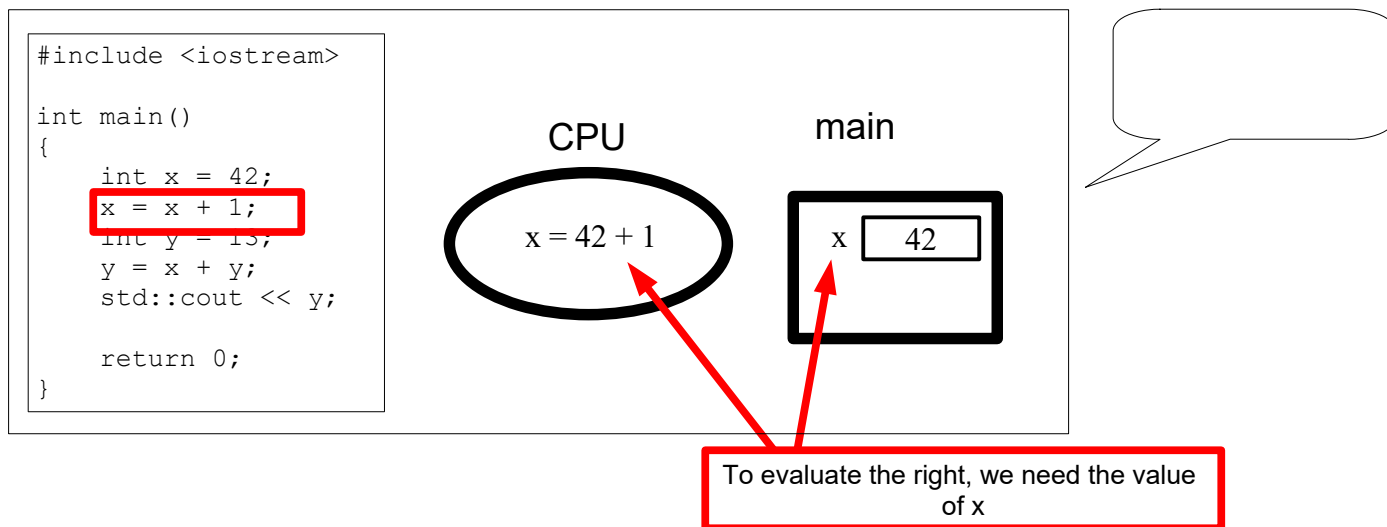 #include <iostream>
int main()
{
int x = 42;
x = x + 1;
int y = 13;
y = x + y;
std::cout << y;
return 0;
}
CPU
x = 42 + 1
main
x 42
To evaluate the right, we need the value
of x